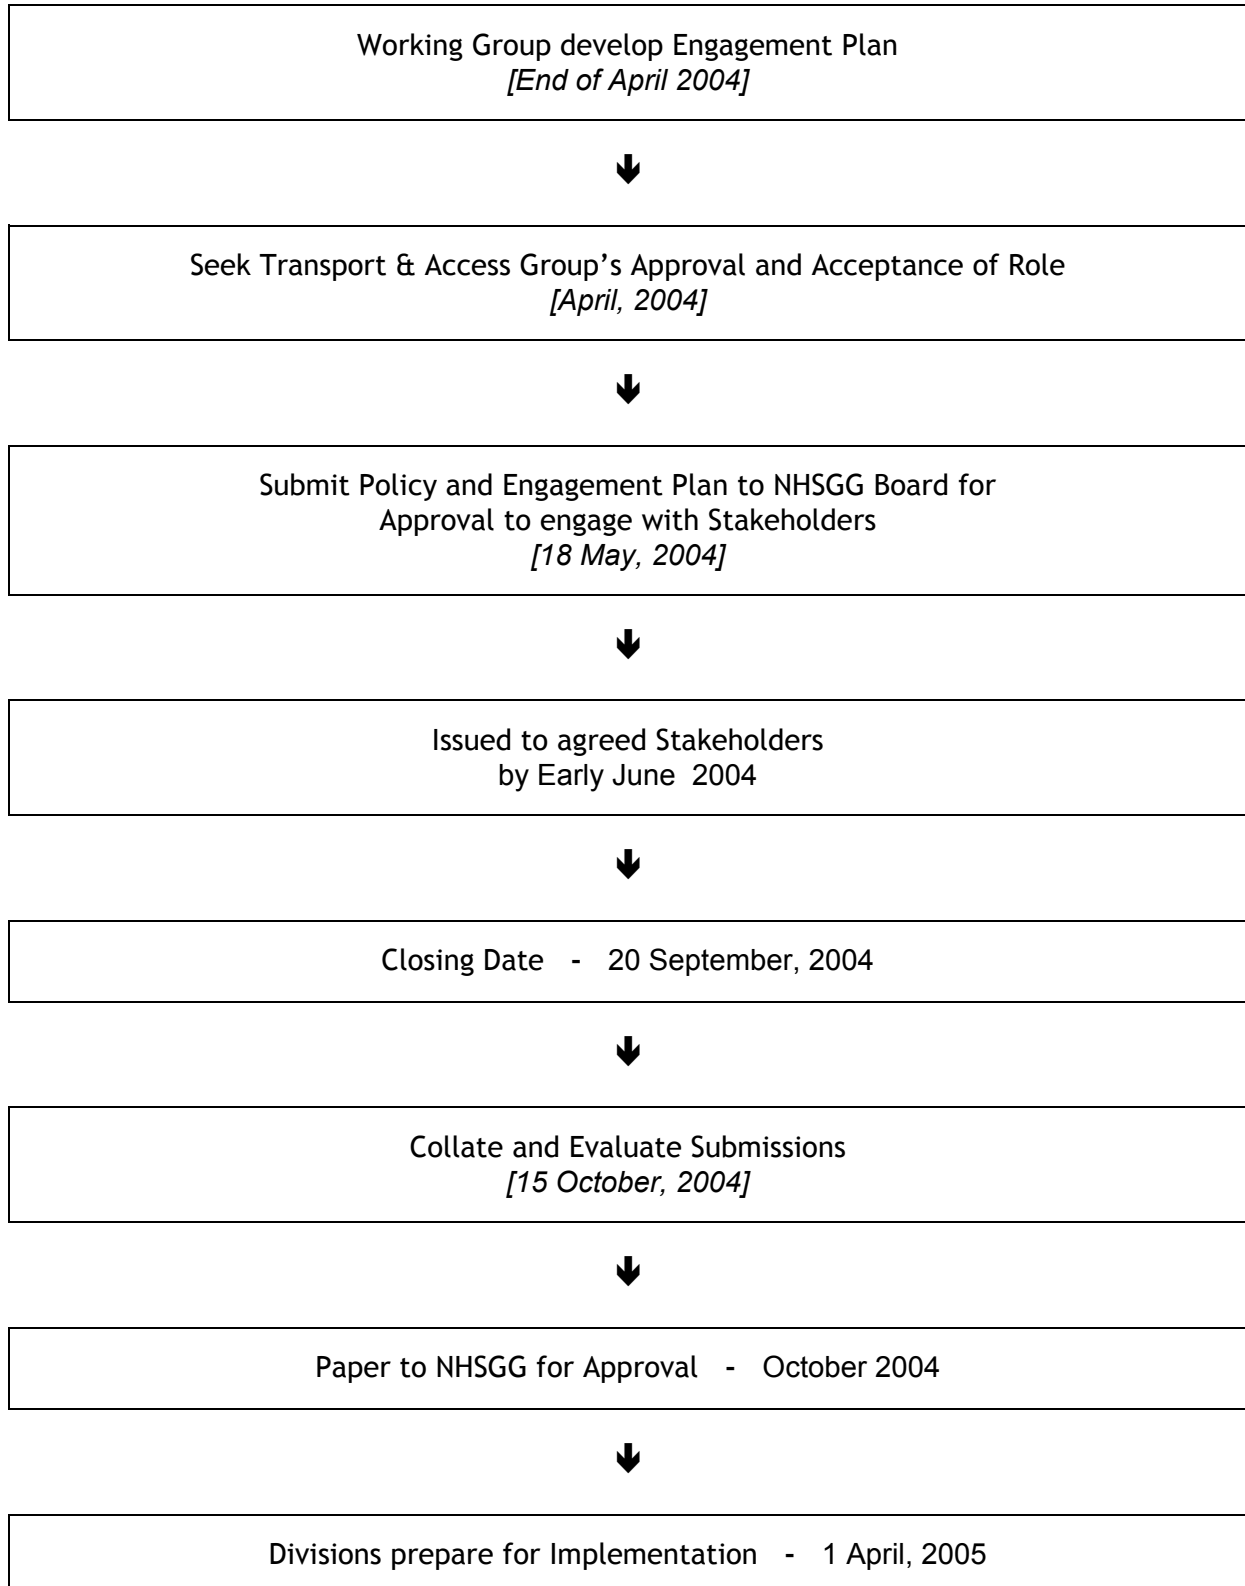 Working Group develop Engagement Plan
[End of April 2004]
Seek Transport & Access Group’s Approval and Acceptance of Role
[April, 2004]
Submit Policy and Engagement Plan to NHSGG Board for
Approval to engage with Stakeholders
[18 May, 2004]
Issued to agreed Stakeholders
by Early June  2004
Closing Date   -   20 September, 2004
Collate and Evaluate Submissions
[15 October, 2004]
Paper to NHSGG for Approval   -   October 2004
Divisions prepare for Implementation   -   1 April, 2005